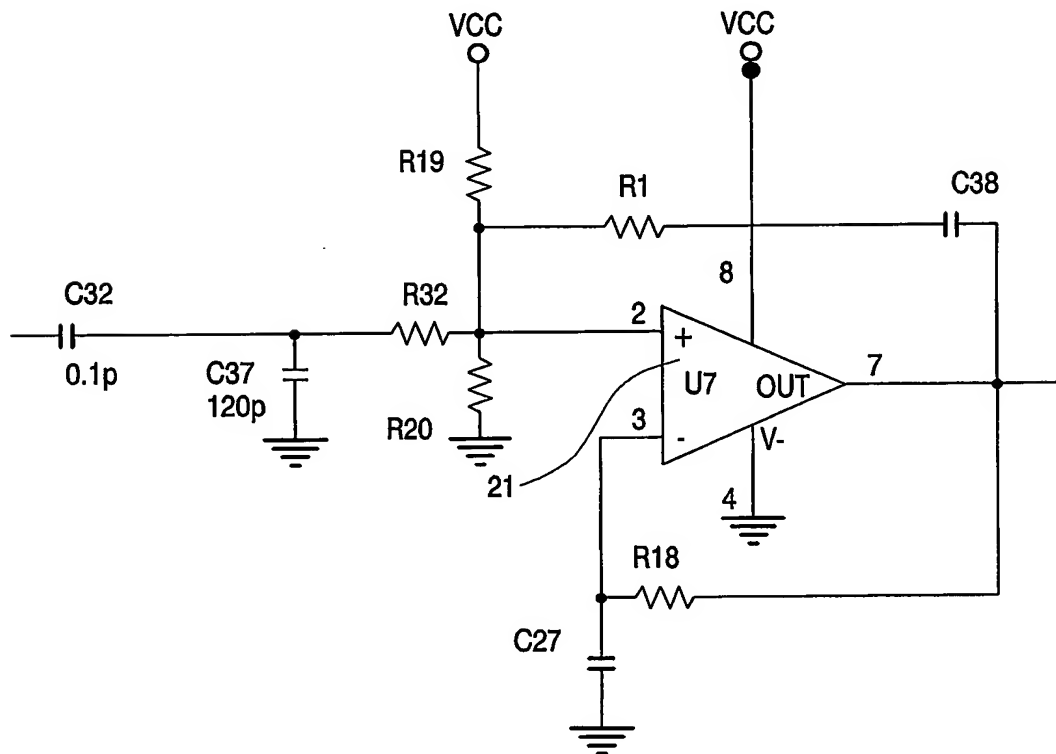 VCC
VCC
R19
R1
C38
8
C32
R32
2
+
7
0.1p
C37
120p
U7
OUT
R20
3
-
V-
21
4
R18
C27